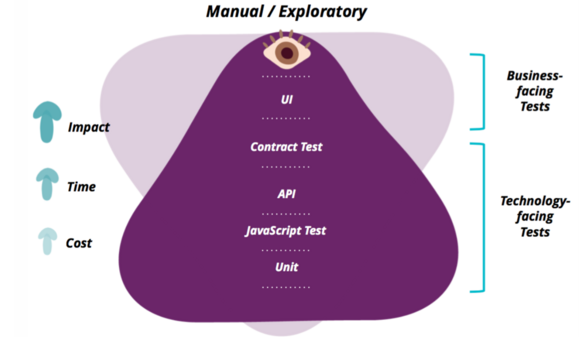 Manual / Exploratory
UI
Contract Test
API
JavaScript Test
Unit
Impact
Time
Cost
Business-
facing
Tests
Technology-
facing
Tests